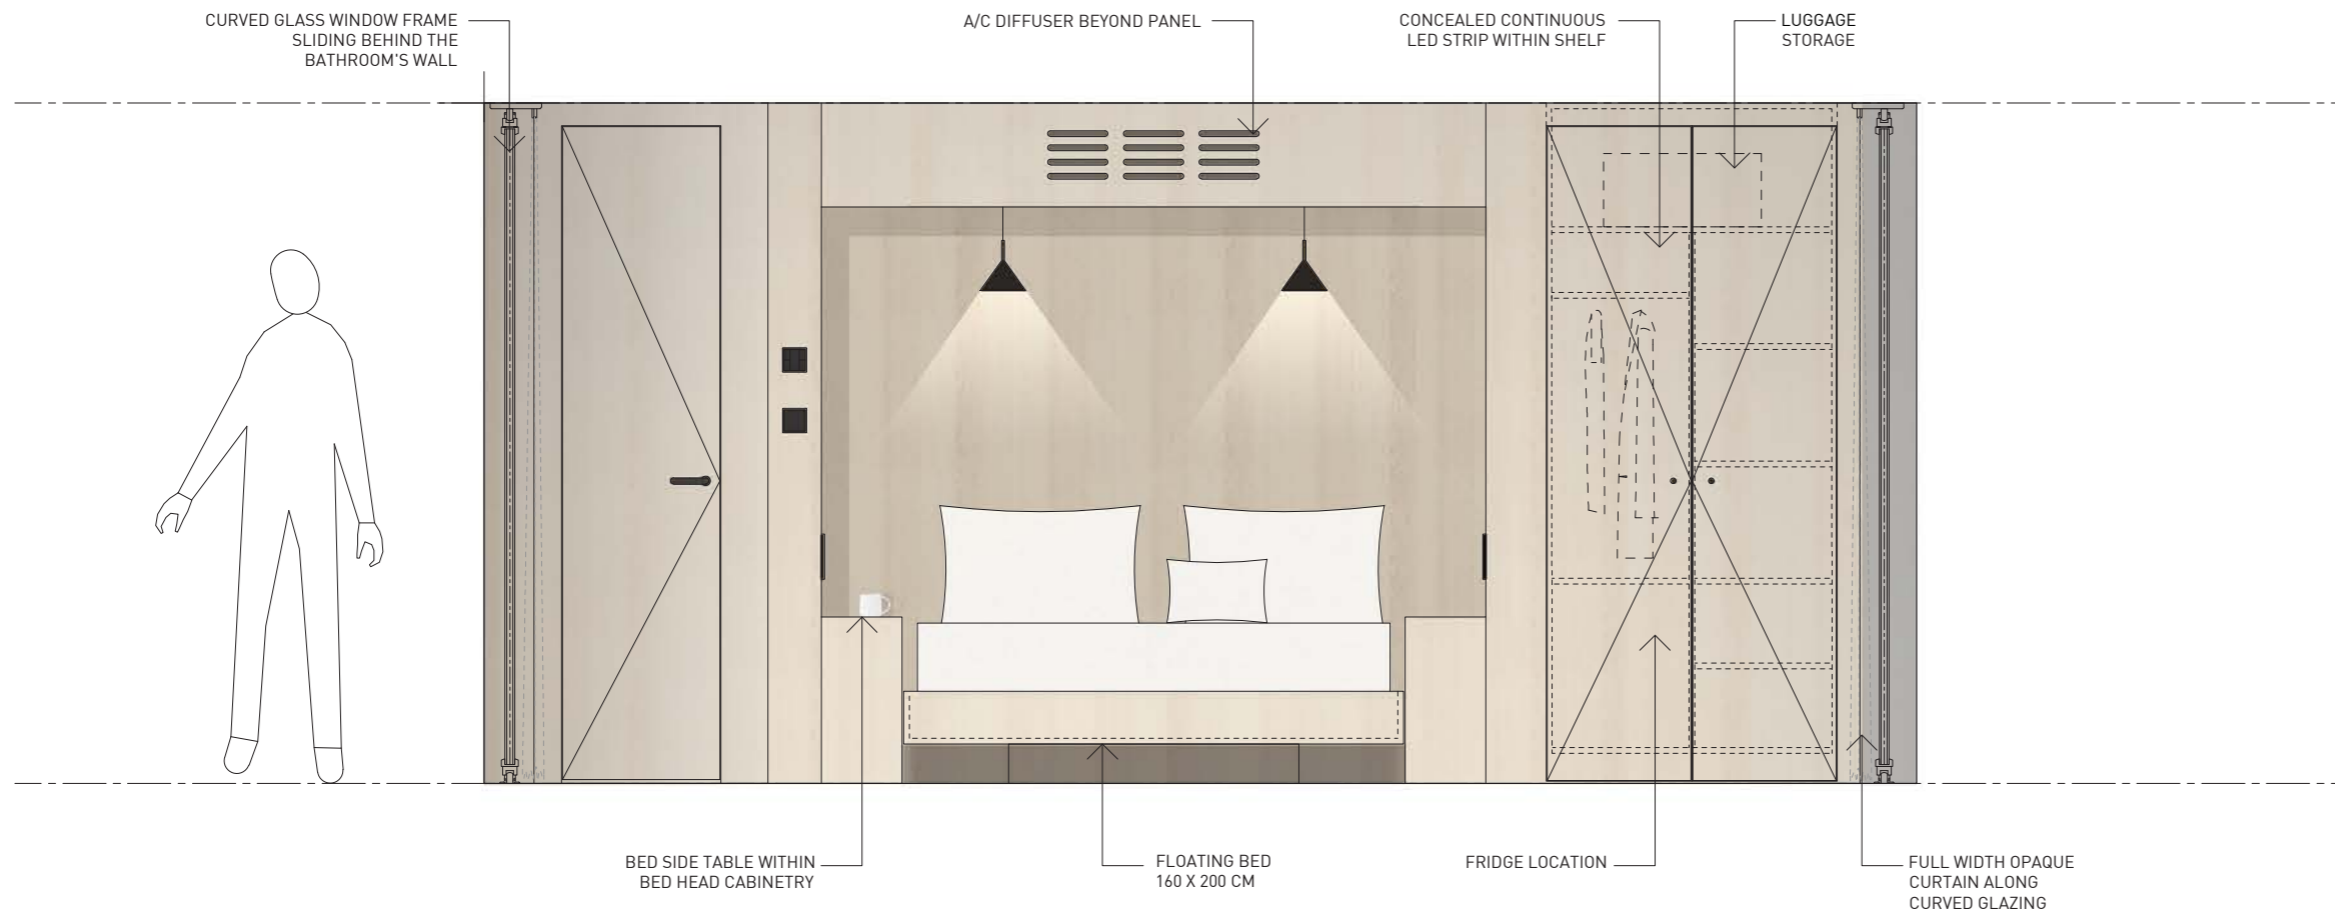 CURVED GLASS WINDOW FRAME
SLIDING BEHIND THE
BATHROOM'S WALL
A/C DIFFUSER BEYOND PANEL
CONCEALED CONTINUOUS
LED STRIP WITHIN SHELF
LUGGAGE
STORAGE
BED SIDE TABLE WITHIN
BED HEAD CABINETRY
FLOATING BED
160 X 200 CM
FRIDGE LOCATION
FULL WIDTH OPAQUE
CURTAIN ALONG
CURVED GLAZING